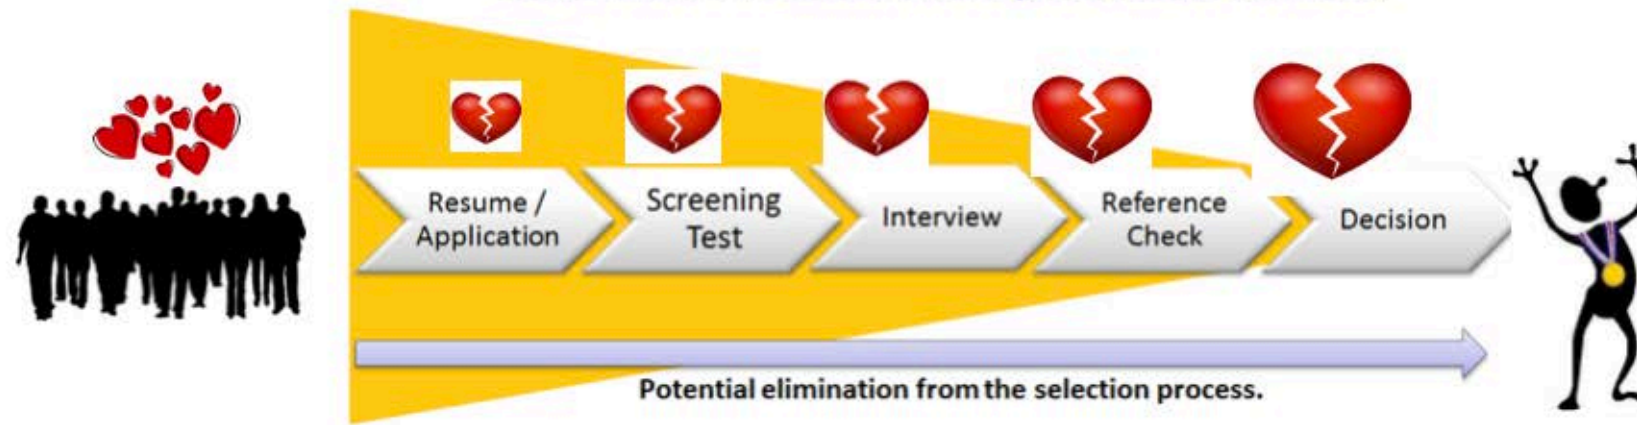 Resume /
Application
Screening
Test
Interview
Reference
Check
Decision
Potential elimination from the selection process.